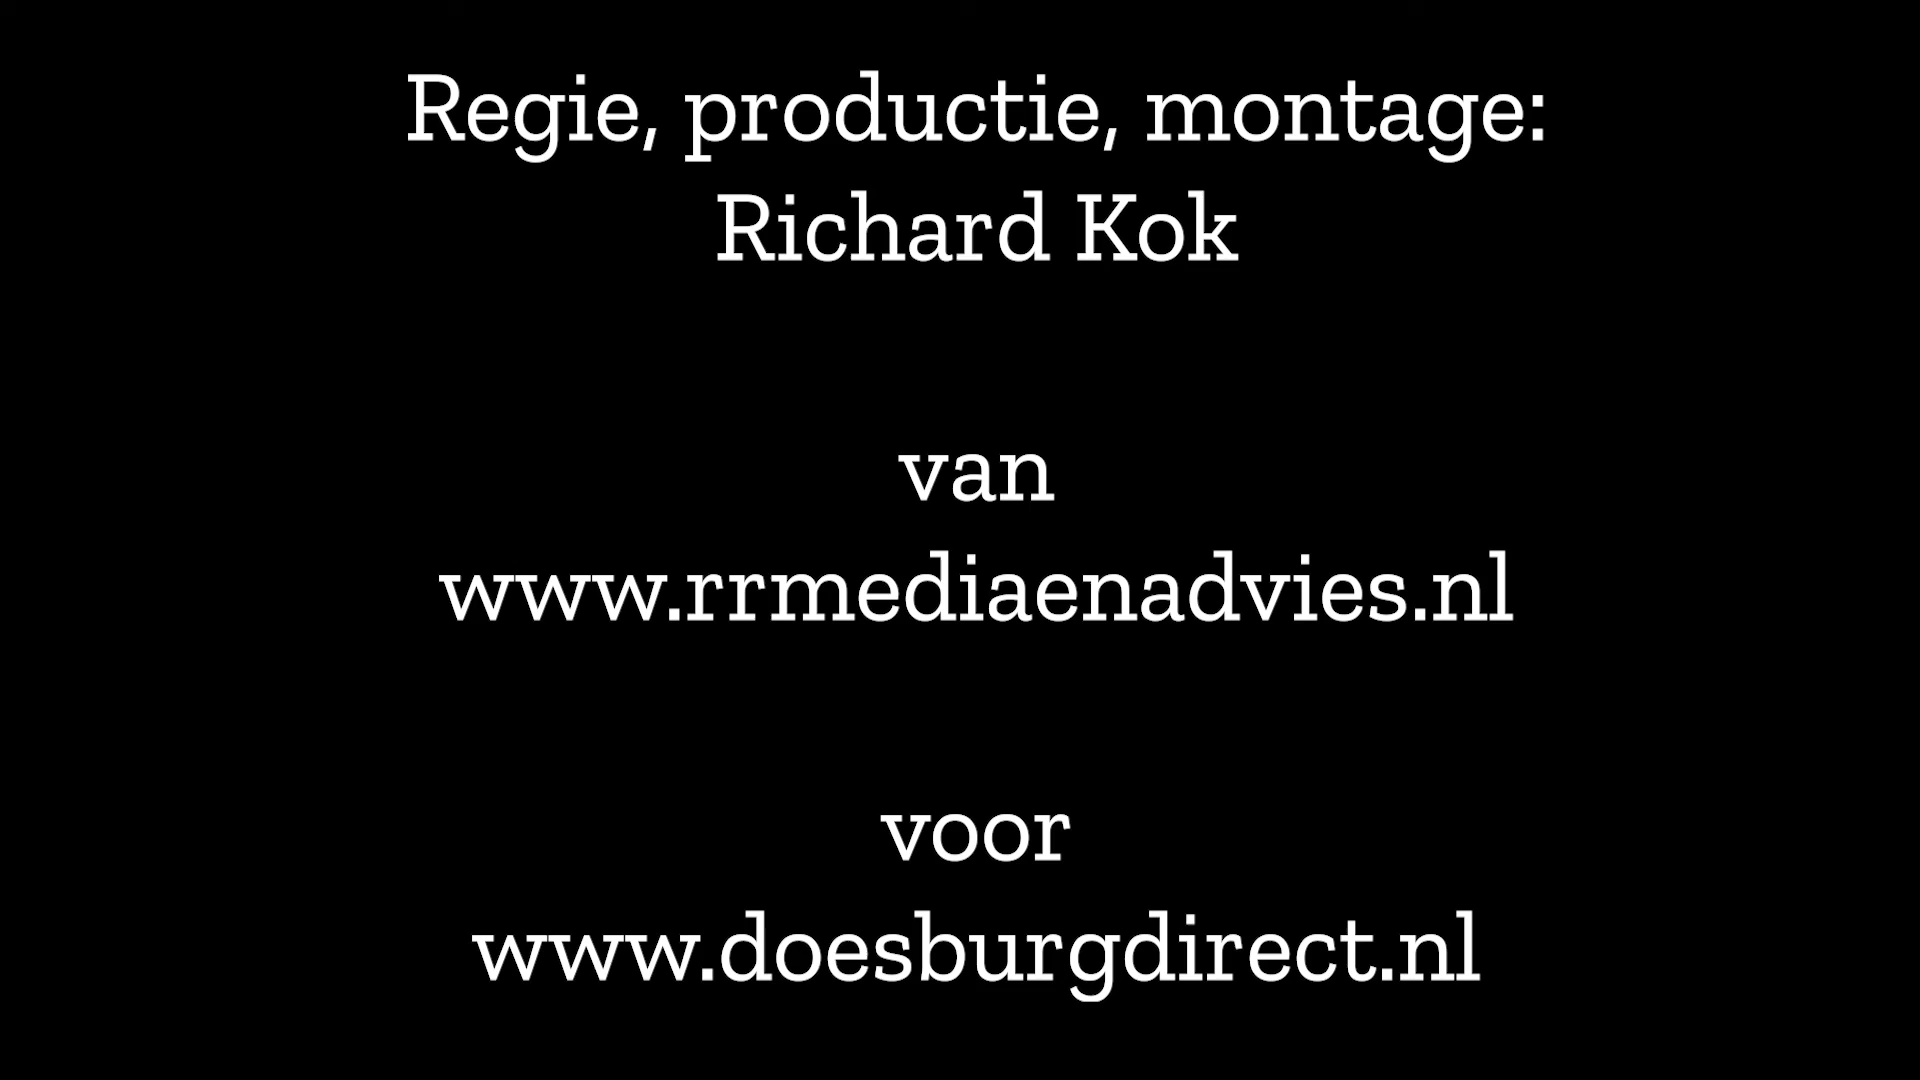 Regie, productie, montage:
Richard Kok
van
www.rrmediaenadvies.nl
voor
www.doesburgdirect.nl